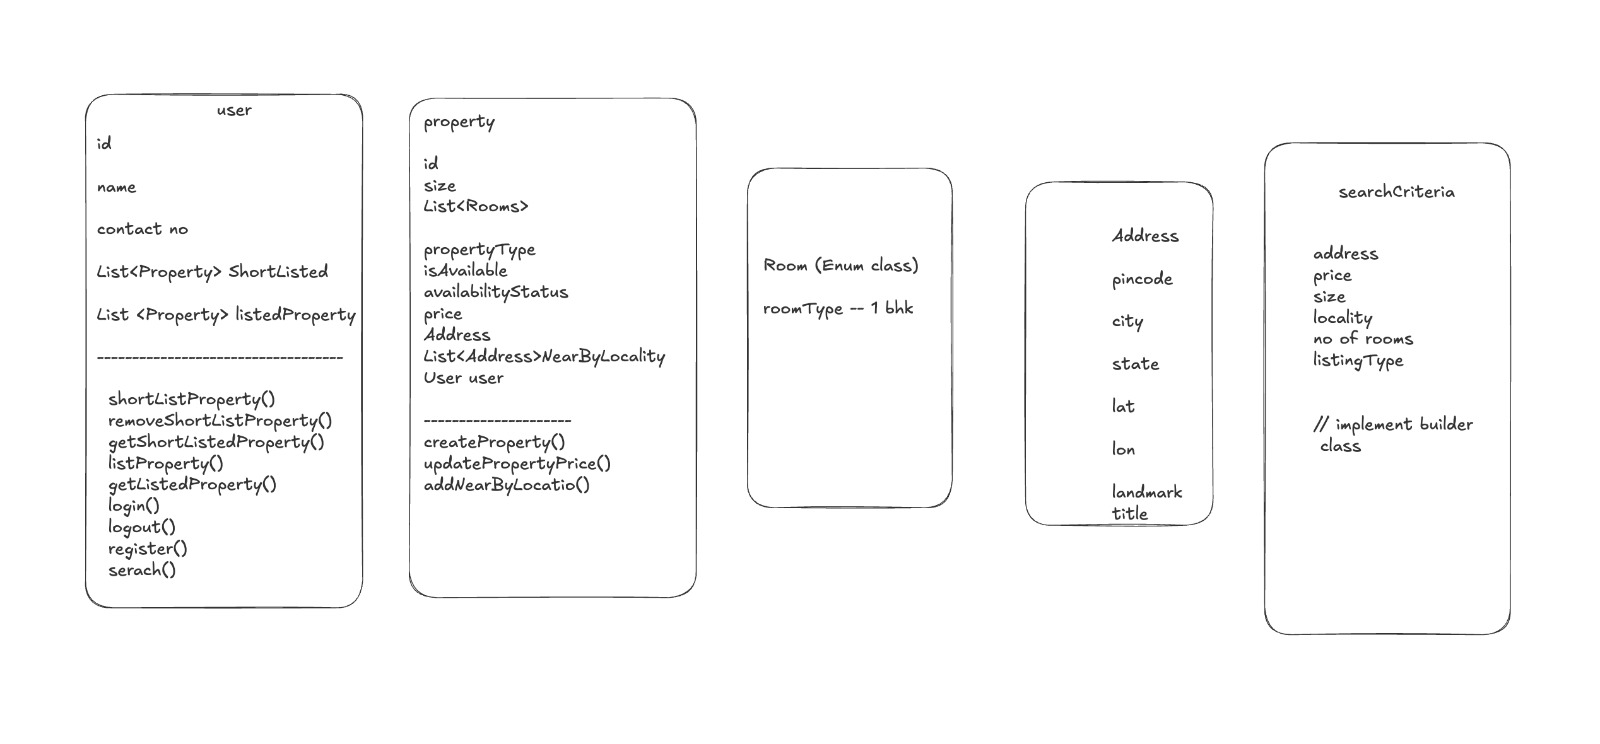 user
id
name
contact no
List<Property> ShortListed
List <Property> listedProperty
-----------------------------------
shortListProperty()
removeShortListProperty()
getShortListedProperty()
listProperty()
getListedProperty()
login()
logout()
register()
serach()
property
id
size
List<Rooms>
propertyType
isAvailable
availabilityStatus
price
Address
List<Address>NearByLocality
User user
---------------------
createProperty()
updatePropertyPrice()
addNearByLocatio()
Room (Enum class)
roomType -- 1 bhk
Address
pincode
city
state
lat
lon
landmark
title
searchCriteria
address
price
size
locality
no of rooms
listingType
// implement builder
class